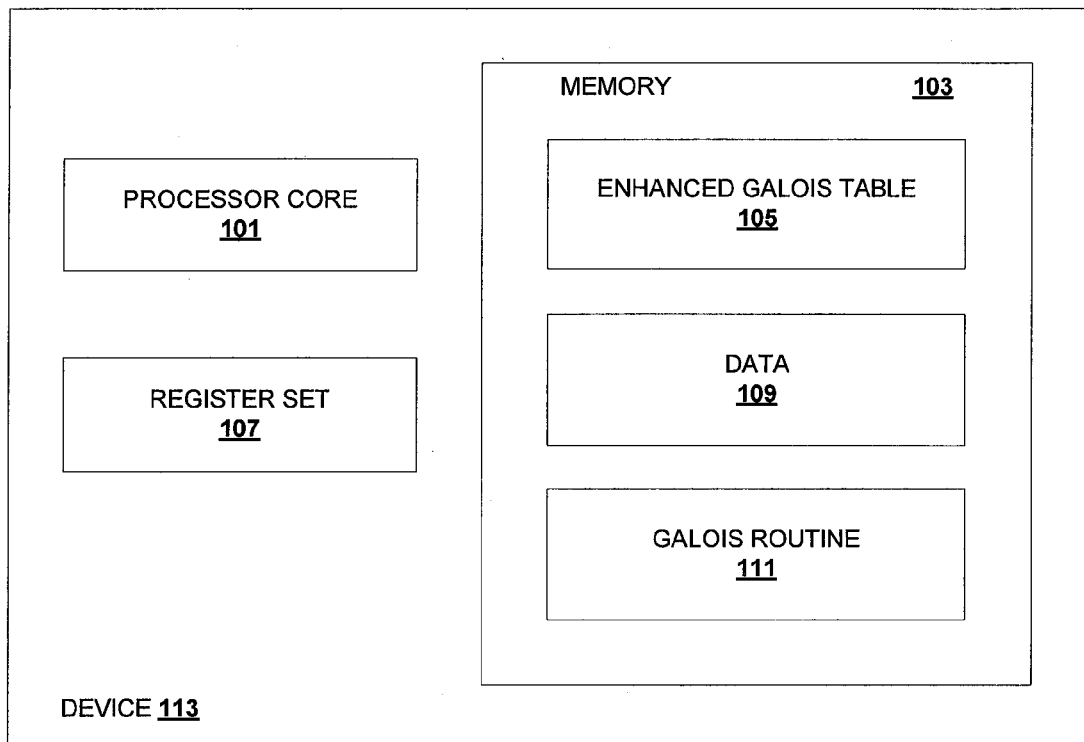 MEMORY 103
PROCESSOR CORE
101
ENHANCED GALOIS TABLE
105
REGISTER SET
107
DATA
109
GALOIS ROUTINE
111
DEVICE 113